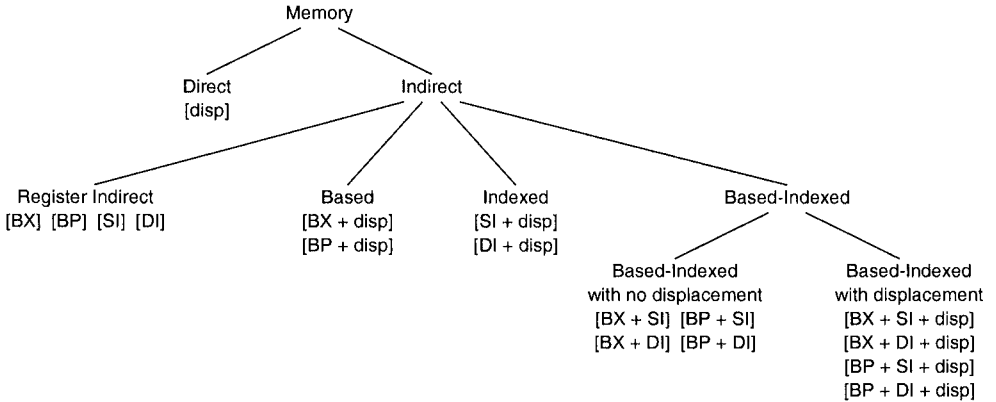 Memory
Direct
[disp]
Indirect
Register Indirect
[BX] [BP] [SI] [DI]
Based
[BX + disp]
[BP + disp]
Indexed
[SI + disp]
[DI + disp]
Based-Indexed
Based-Indexed
with no displacement
[BX + SI] [BP + SI]
[BX + DI] [BP + DI]
Based-Indexed
with displacement
[BX + SI + disp]
[BX + DI + disp]
[BP + SI + disp]
[BP + DI + disp]